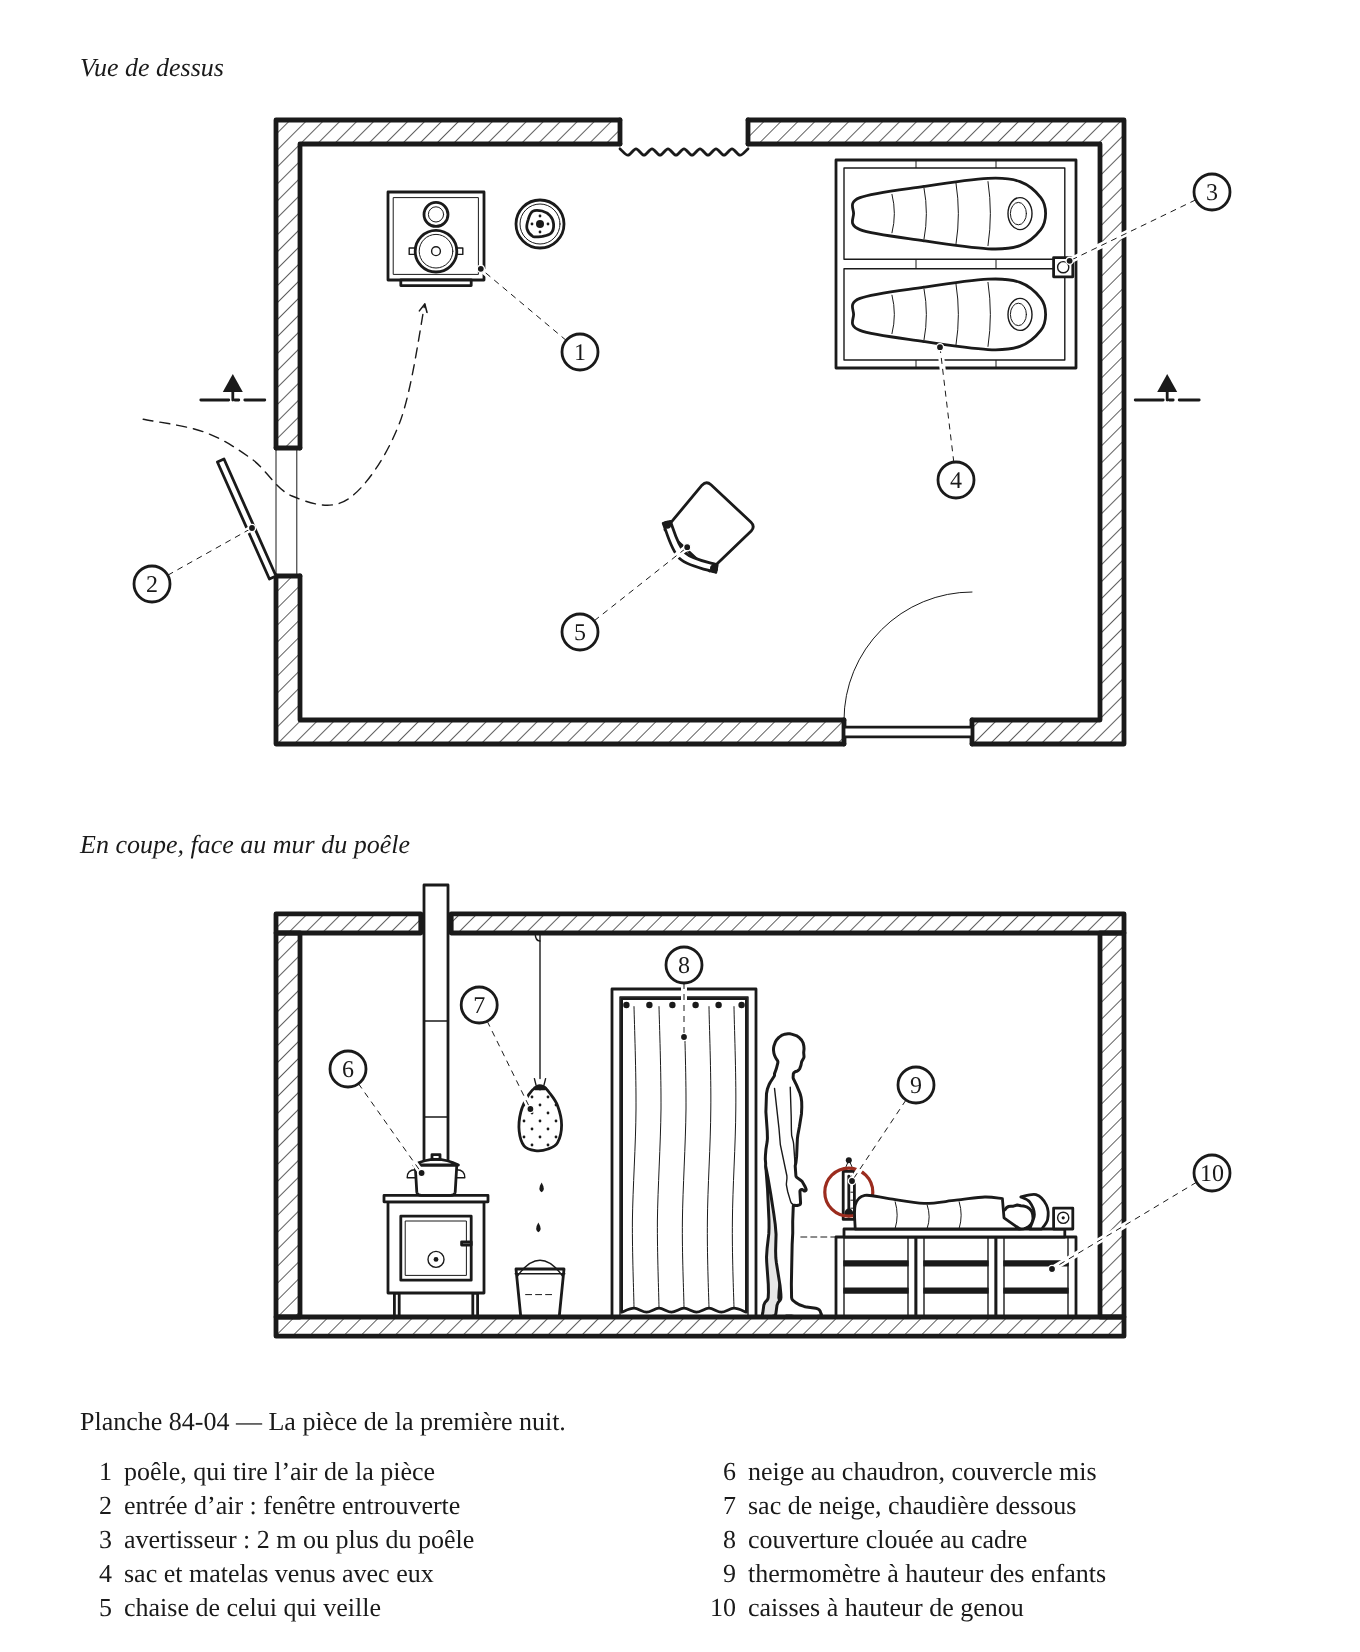 Vue de dessus
3
1
4
2
5
En coupe, face au mur du poêle
8
7
6
9
10
Planche 84-04 — La pièce de la première nuit.
1 poêle, qui tire l’air de la pièce
2 entrée d’air : fenêtre entrouverte
3 avertisseur : 2 m ou plus du poêle
4 sac et matelas venus avec eux
5 chaise de celui qui veille
6 neige au chaudron, couvercle mis
7 sac de neige, chaudière dessous
8 couverture clouée au cadre
9 thermomètre à hauteur des enfants
10 caisses à hauteur de genou